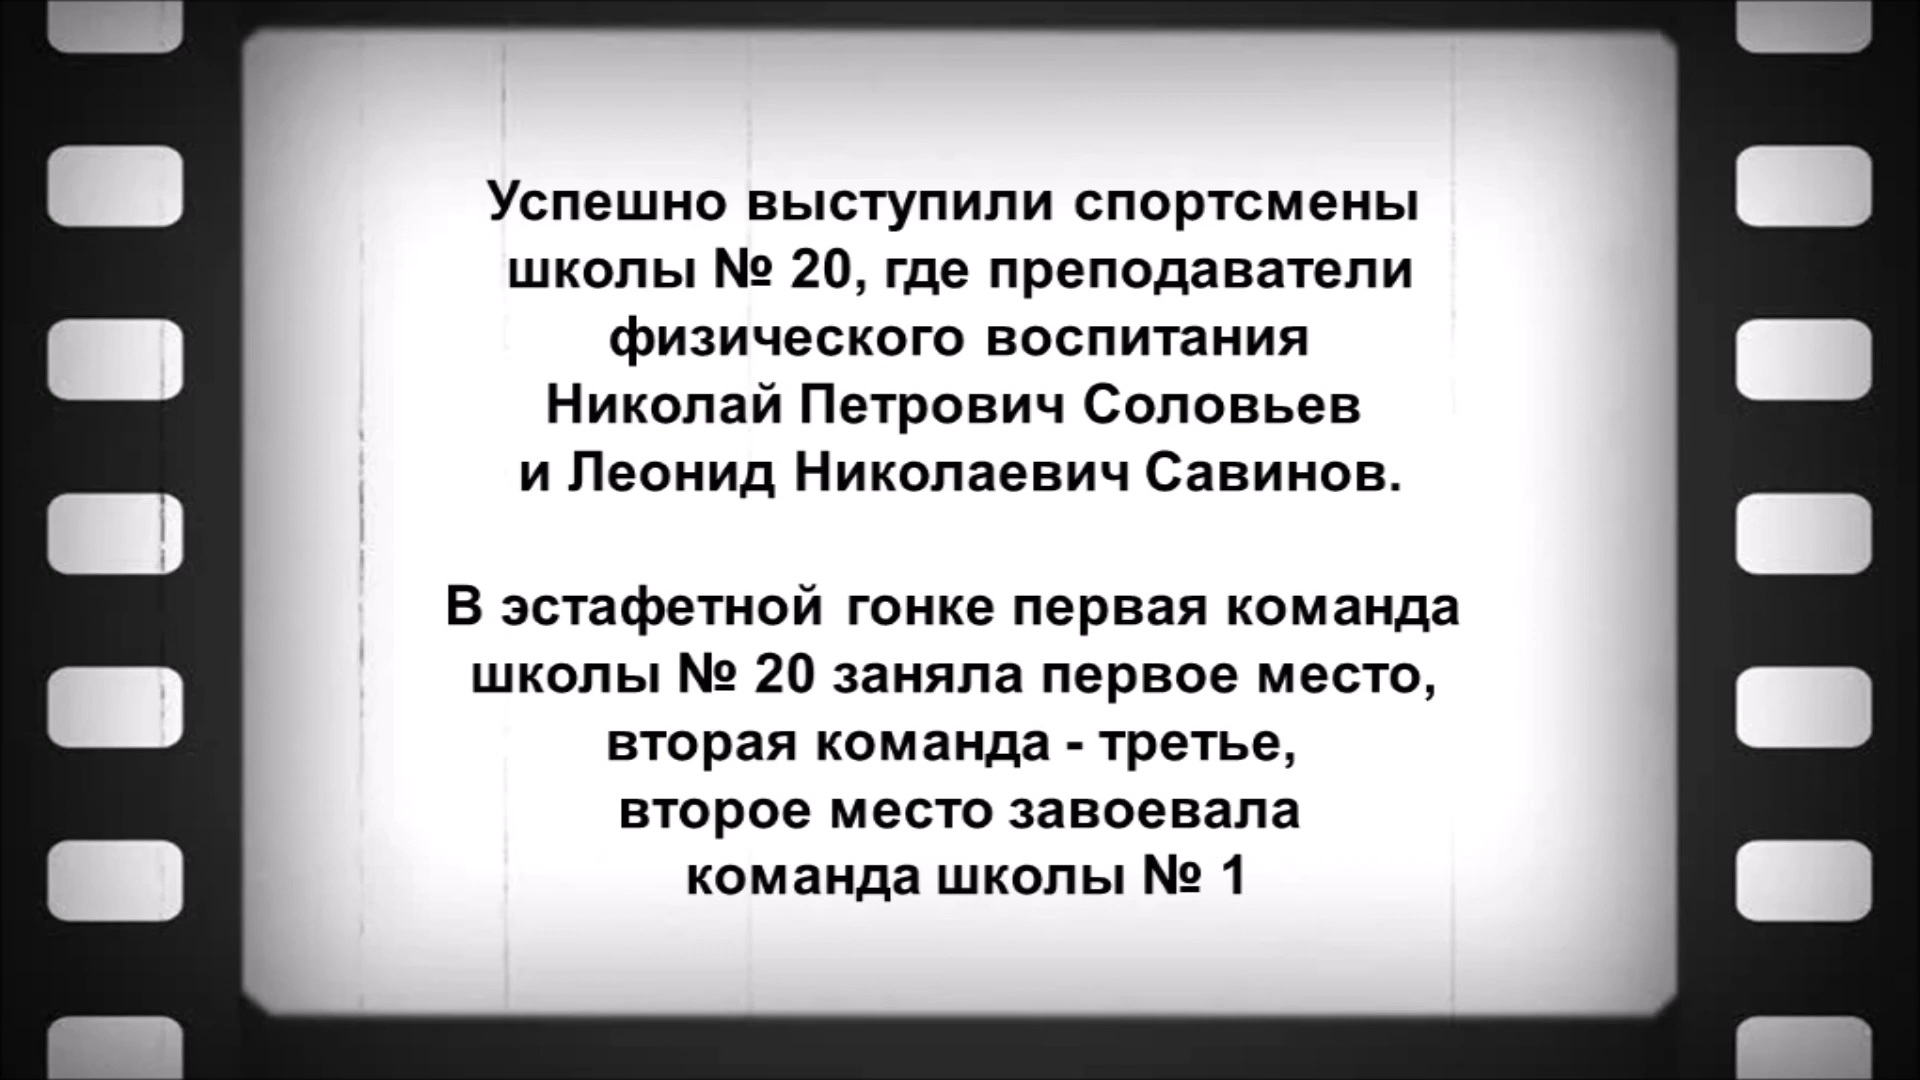 Успешно выступили спортсмены
школы № 20, где преподаватели
физического воспитания
Николай Петрович Соловьев
и Леонид Николаевич Савинов.
В эстафетной гонке первая команда
школы № 20 заняла первое место,
вторая команда - третье,
второе место завоевала
команда школы № 1